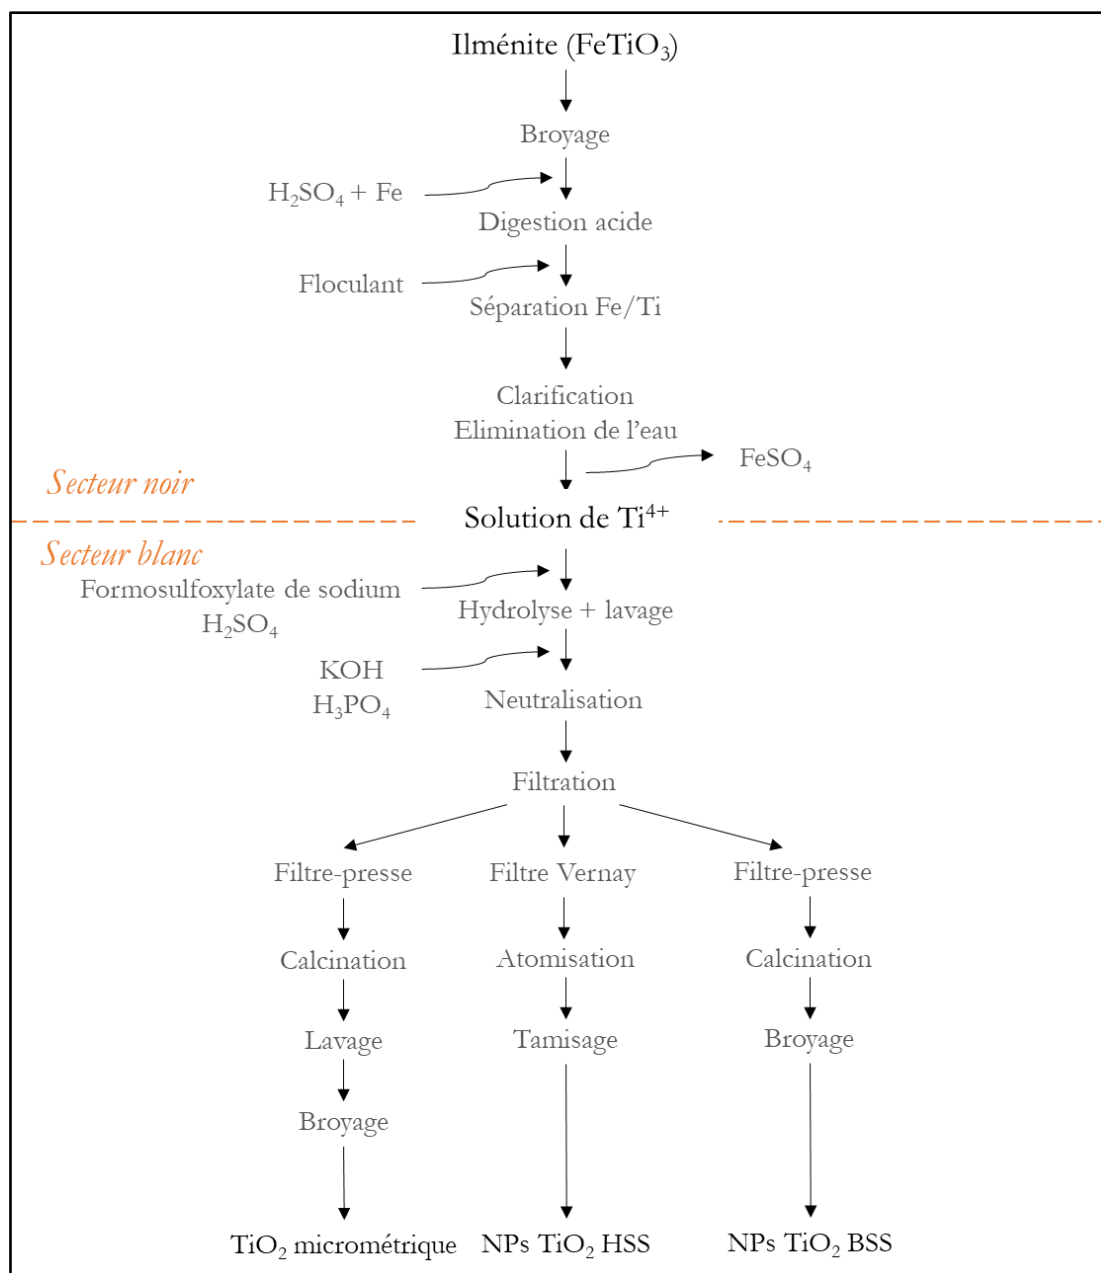 Ilménite (FeTiO₃)
Broyage
H₂SO₄ + Fe
Digestion acide
Floculant
Séparation Fe/Ti
Clarification
Elimination de l'eau
FeSO₄
Secteur noir
Solution de Ti⁴⁺
Secteur blanc
Formosulfoxylate de sodium
H₂SO₄
Hydrolyse + lavage
KOH
H₃PO₄
Neutralisation
Filtration
Filtre-presse Filtre Vernay Filtre-presse
Calcination Atomisation Calcination
Lavage Tamisage Broyage
Broyage
TiO₂ micrométrique NPs TiO₂ HSS NPs TiO₂ BSS